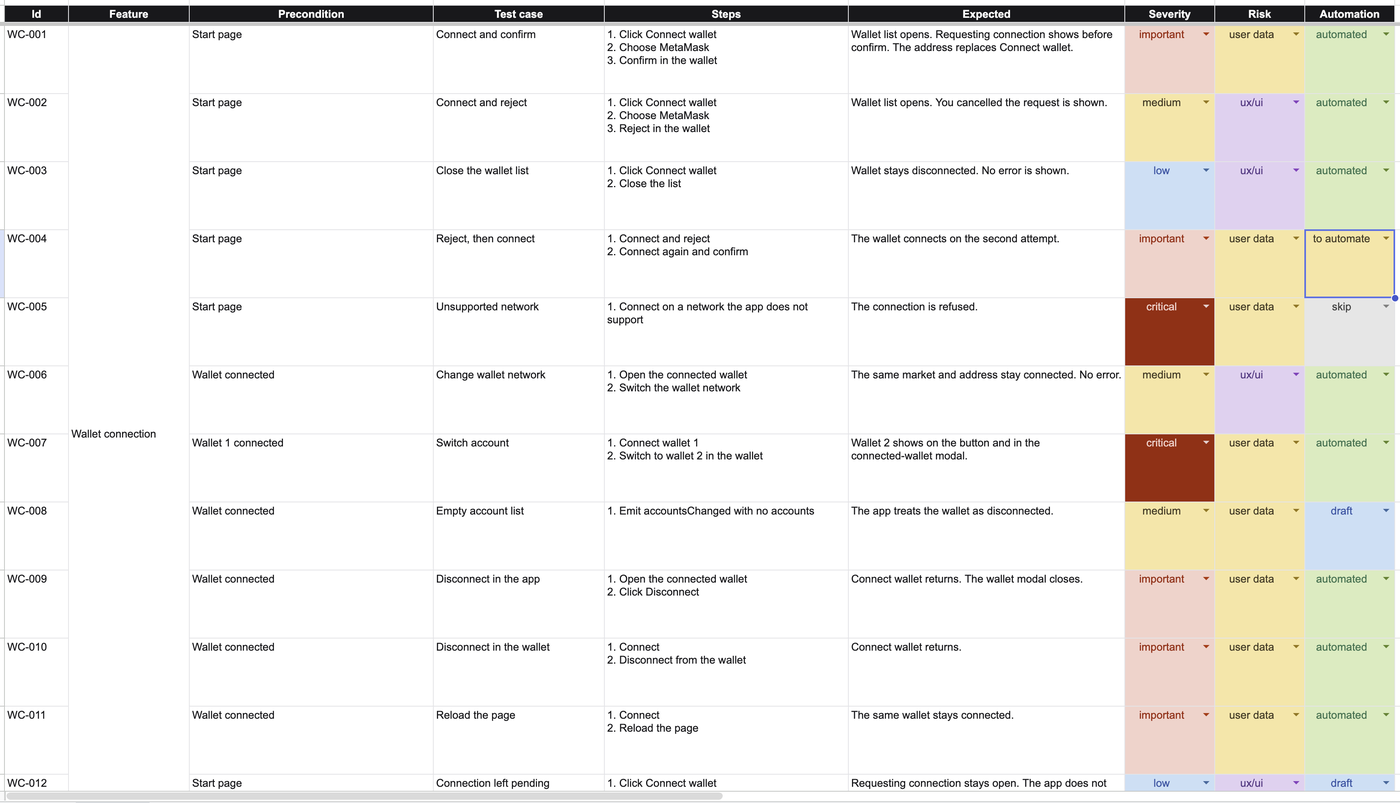 Id Feature Precondition Test case Steps Expected Severity Risk Automation
WC-001 Start page Connect and confirm 1. Click Connect wallet Wallet list opens. Requesting connection shows before important user data automated
2. Choose MetaMask confirm. The address replaces Connect wallet.
3. Confirm in the wallet
WC-002 Start page Connect and reject 1. Click Connect wallet Wallet list opens. You cancelled the request is shown. medium ux/ui automated
2. Choose MetaMask
3. Reject in the wallet
WC-003 Start page Close the wallet list 1. Click Connect wallet Wallet stays disconnected. No error is shown. low ux/ui automated
2. Close the list
WC-004 Start page Reject, then connect 1. Connect and reject The wallet connects on the second attempt. important user data to automate
2. Connect again and confirm
WC-005 Start page Unsupported network 1. Connect on a network the app does not The connection is refused. critical user data skip
support
WC-006 Wallet connected Change wallet network 1. Open the connected wallet The same market and address stay connected. No error. medium ux/ui automated
2. Switch the wallet network
Wallet connection
WC-007 Wallet 1 connected Switch account 1. Connect wallet 1 Wallet 2 shows on the button and in the critical user data automated
2. Switch to wallet 2 in the wallet connected-wallet modal.
WC-008 Wallet connected Empty account list 1. Emit accountsChanged with no accounts The app treats the wallet as disconnected. medium user data draft
WC-009 Wallet connected Disconnect in the app 1. Open the connected wallet Connect wallet returns. The wallet modal closes. important user data automated
2. Click Disconnect
WC-010 Wallet connected Disconnect in the wallet 1. Connect Connect wallet returns. important user data automated
2. Disconnect from the wallet
WC-011 Wallet connected Reload the page 1. Connect The same wallet stays connected. important user data automated
2. Reload the page
WC-012 Start page Connection left pending 1. Click Connect wallet Requesting connection stays open. The app does not low ux/ui draft